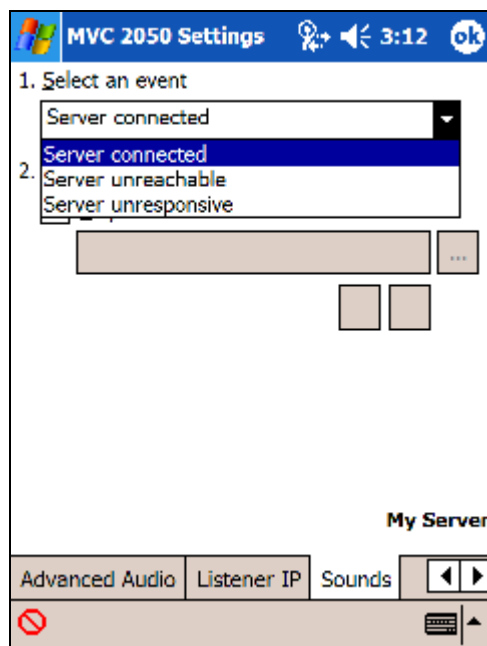 MVC 2050 Settings 3:12 ok
1. Select an event
Server connected
Server connected
2.
Server unreachable
Server unresponsive
...
My Server
Advanced Audio Listener IP Sounds